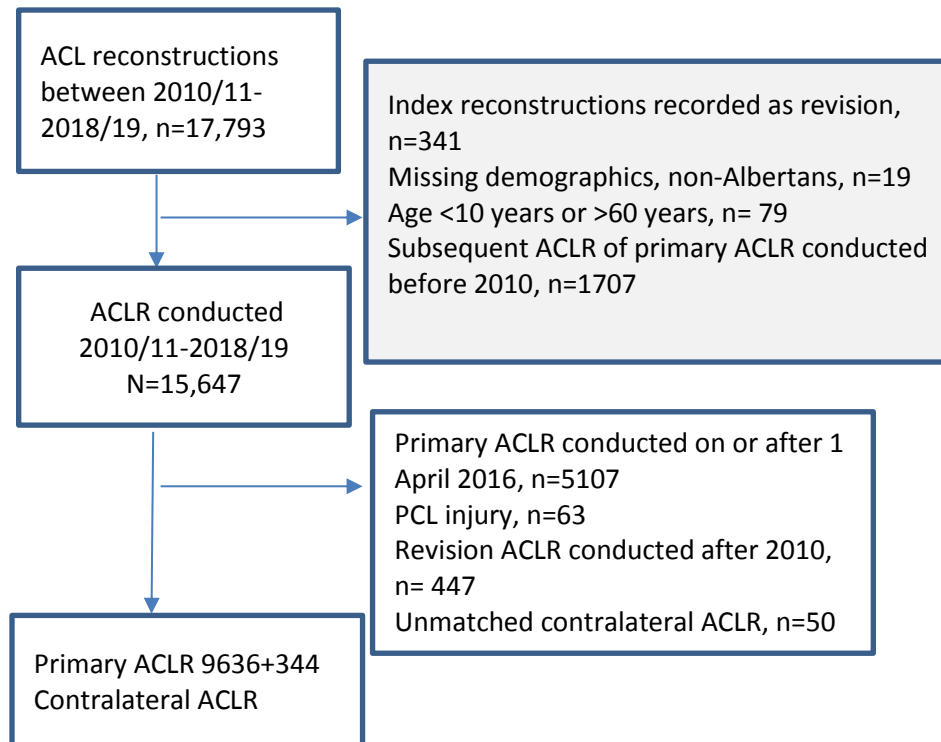 ACL reconstructions
between 2010/11-
2018/19, n=17,793
Index reconstructions recorded as revision,
n=341
Missing demographics, non-Albertans, n=19
Age <10 years or >60 years, n= 79
Subsequent ACLR of primary ACLR conducted
before 2010, n=1707
ACLR conducted
2010/11-2018/19
N=15,647
Primary ACLR conducted on or after 1
April 2016, n=5107
PCL injury, n=63
Revision ACLR conducted after 2010,
n= 447
Unmatched contralateral ACLR, n=50
Primary ACLR 9636+344
Contralateral ACLR